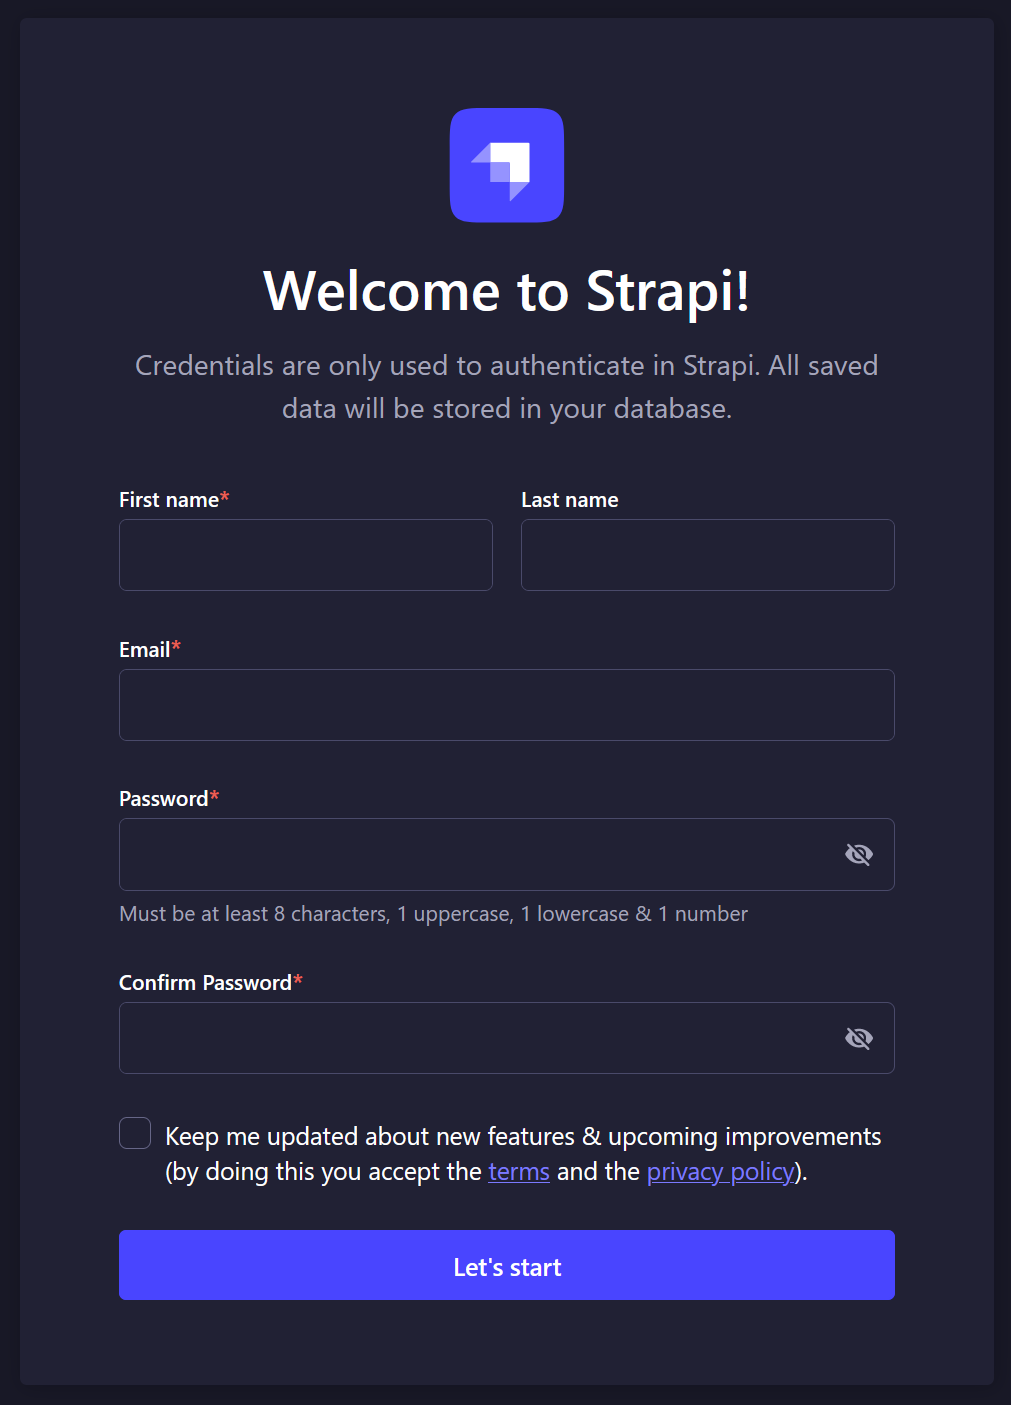 Welcome to Strapi!
Credentials are only used to authenticate in Strapi. All saved
data will be stored in your database.
First name*
Last name
Email*
Password*
Must be at least 8 characters, 1 uppercase, 1 lowercase & 1 number
Confirm Password*
Keep me updated about new features & upcoming improvements
(by doing this you accept the terms and the privacy policy).
Let's start